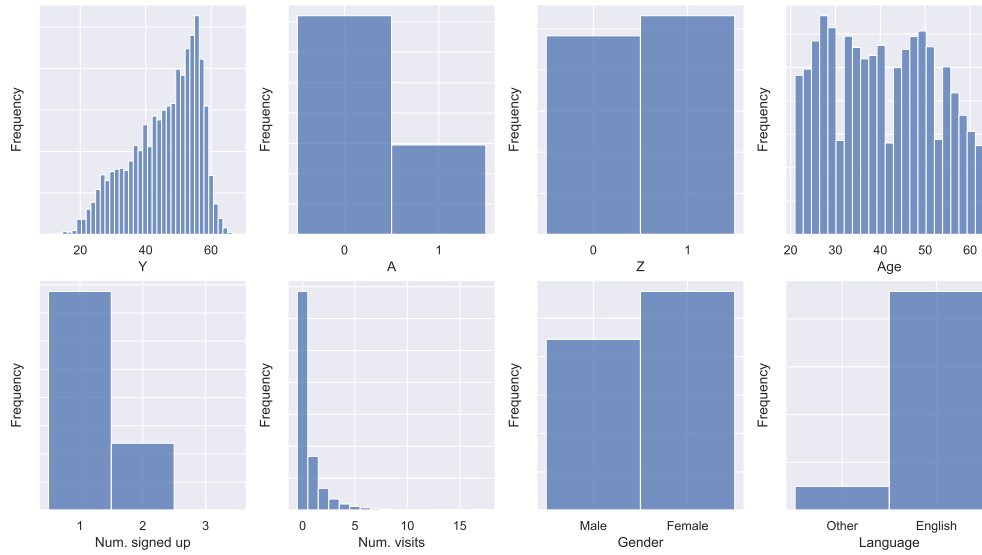 Frequency
20 40 60
Y
Frequency
0 1
A
Frequency
0 1
Z
Frequency
20 30 40 50 60
Age
Frequency
1 2 3
Num. signed up
Frequency
0 5 10 15
Num. visits
Frequency
Male Female
Gender
Frequency
Other English
Language